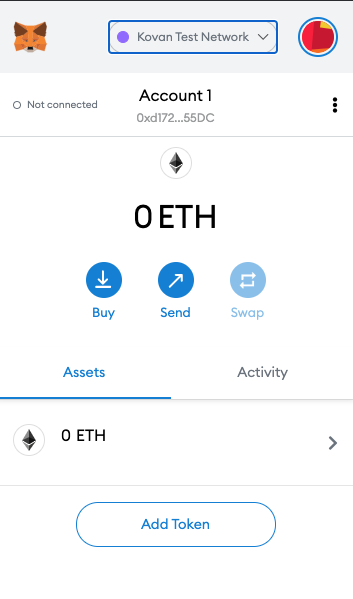 Kovan Test Network
Not connected
Account 1
0xd172...55DC
0 ETH
Buy
Send
Swap
Assets
Activity
0 ETH
Add Token